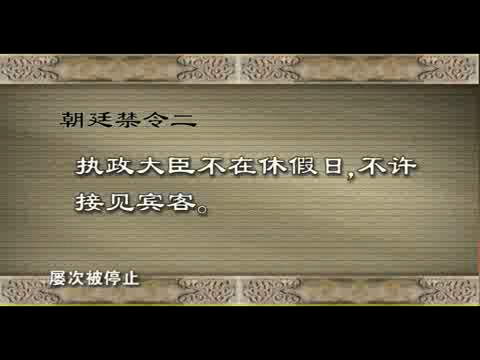 朝廷禁令二
执政大臣不在休假日,不许
接见宾客。
屡次被停止